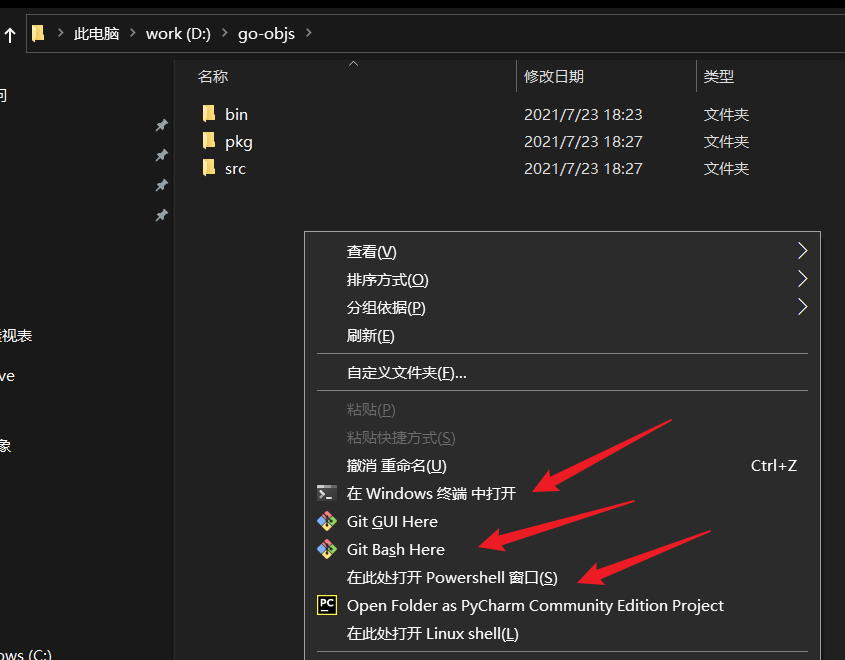 此电脑 work (D:) go-objs
名称 修改日期 类型
bin 2021/7/23 18:23 文件夹
pkg 2021/7/23 18:27 文件夹
src 2021/7/23 18:27 文件夹
查看(V)
排序方式(O)
分组依据(P)
刷新(E)
视表
自定义文件夹(F)...
ve
粘贴(P)
粘贴快捷方式(S)
象
撤消 重命名(U) Ctrl+Z
在 Windows 终端 中打开
Git GUI Here
Git Bash Here
在此处打开 Powershell 窗口(S)
PC Open Folder as PyCharm Community Edition Project
在此处打开 Linux shell(L)
ows (C:)